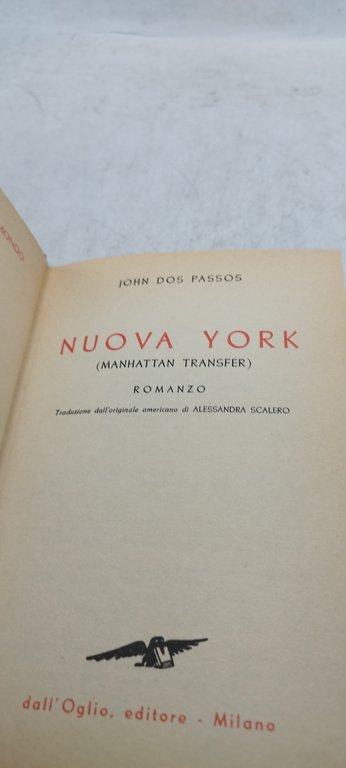 MONDO
JOHN DOS PASSOS
NUOVA YORK
(MANHATTAN TRANSFER)
ROMANZO
Traduzione dall'originale americano di ALESSANDRA SCALERO
dall'Oglio, editore - Milano